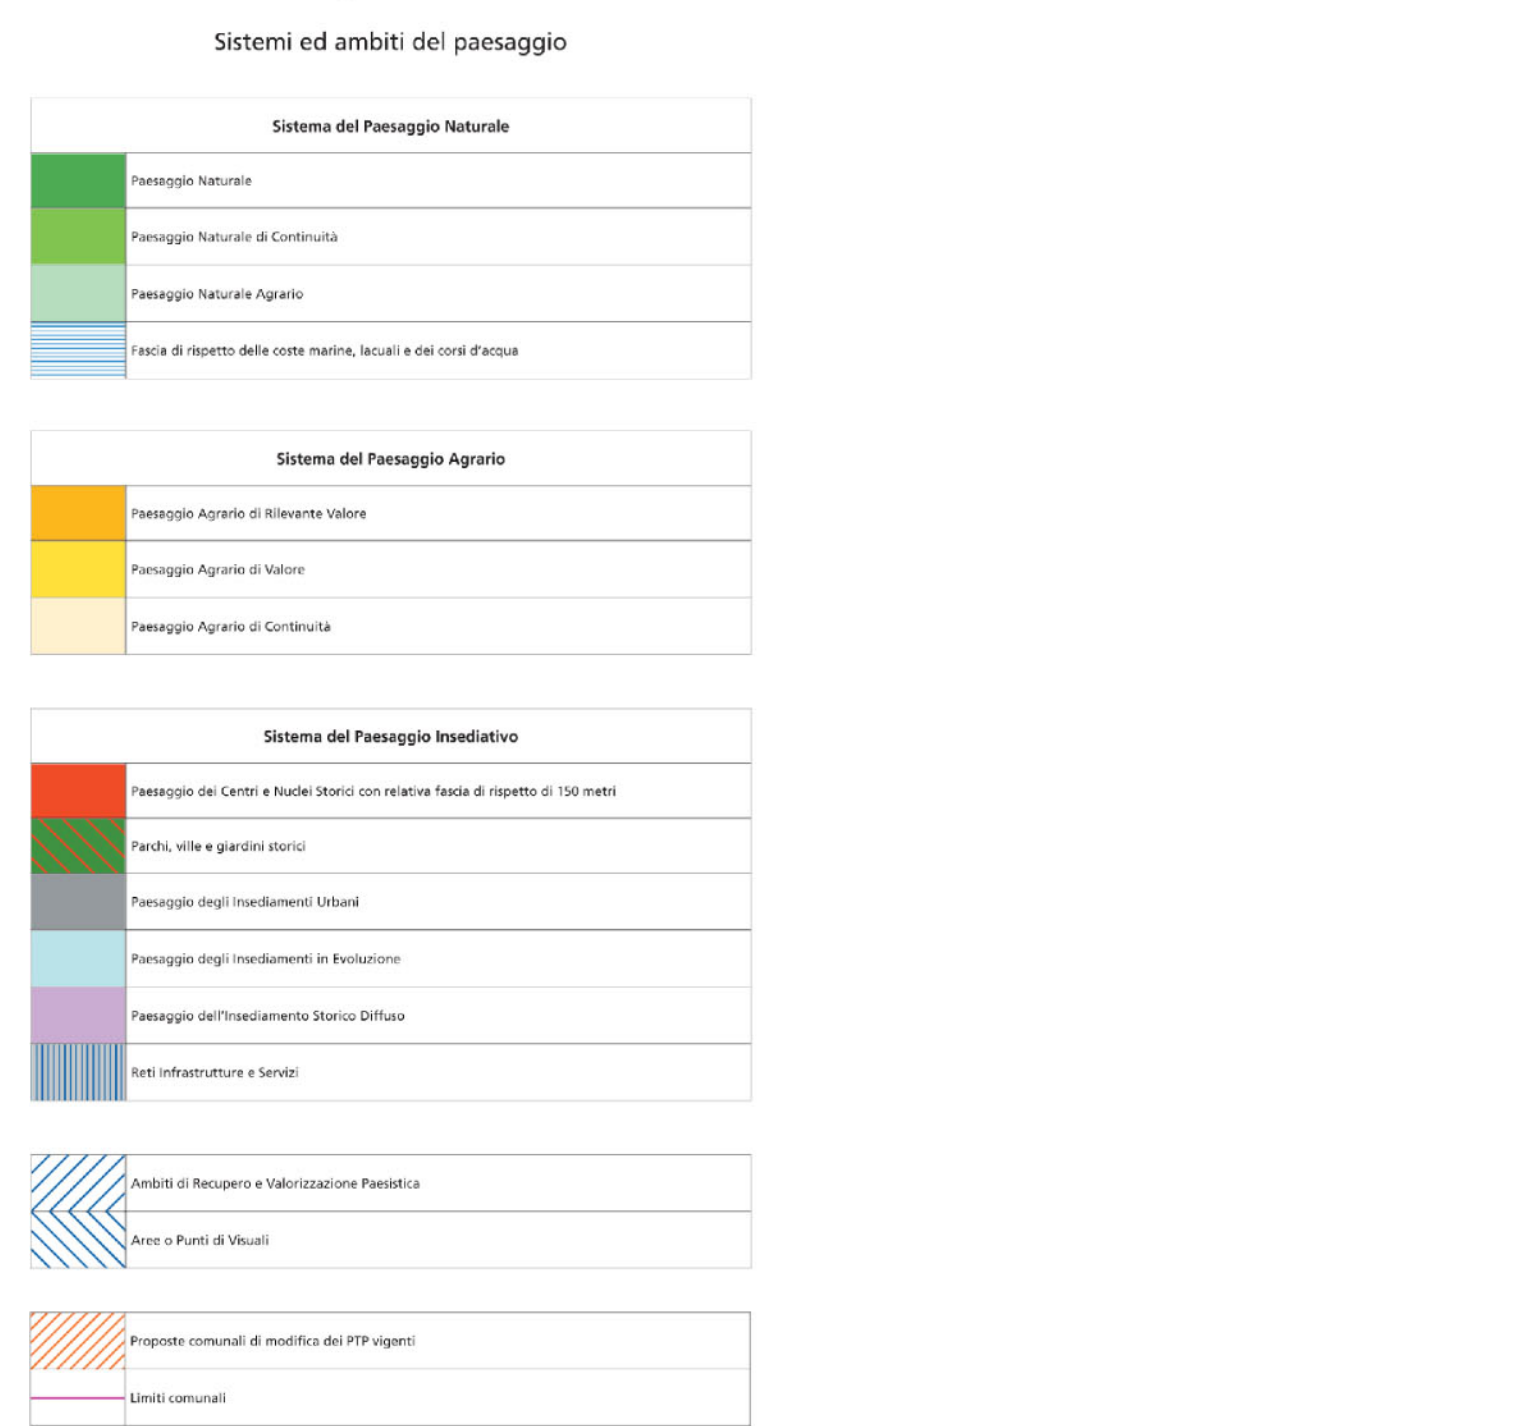 Sistemi ed ambiti del paesaggio
Sistema del Paesaggio Naturale
Paesaggio Naturale
Paesaggio Naturale di Continuità
Paesaggio Naturale Agrario
Fascia di rispetto delle coste marine, lacuali e dei corsi d'acqua
Sistema del Paesaggio Agrario
Paesaggio Agrario di Rilevante Valore
Paesaggio Agrario di Valore
Paesaggio Agrario di Continuità
Sistema del Paesaggio Insediativo
Paesaggio dei Centri e Nuclei Storici con relativa fascia di rispetto di 150 metri
Parchi, ville e giardini storici
Paesaggio degli Insediamenti Urbani
Paesaggio degli Insediamenti in Evoluzione
Paesaggio dell'Insediamento Storico Diffuso
Reti Infrastrutture e Servizi
Ambiti di Recupero e Valorizzazione Paesistica
Aree o Punti di Visuali
Proposte comunali di modifica dei PTP vigenti
Limiti comunali